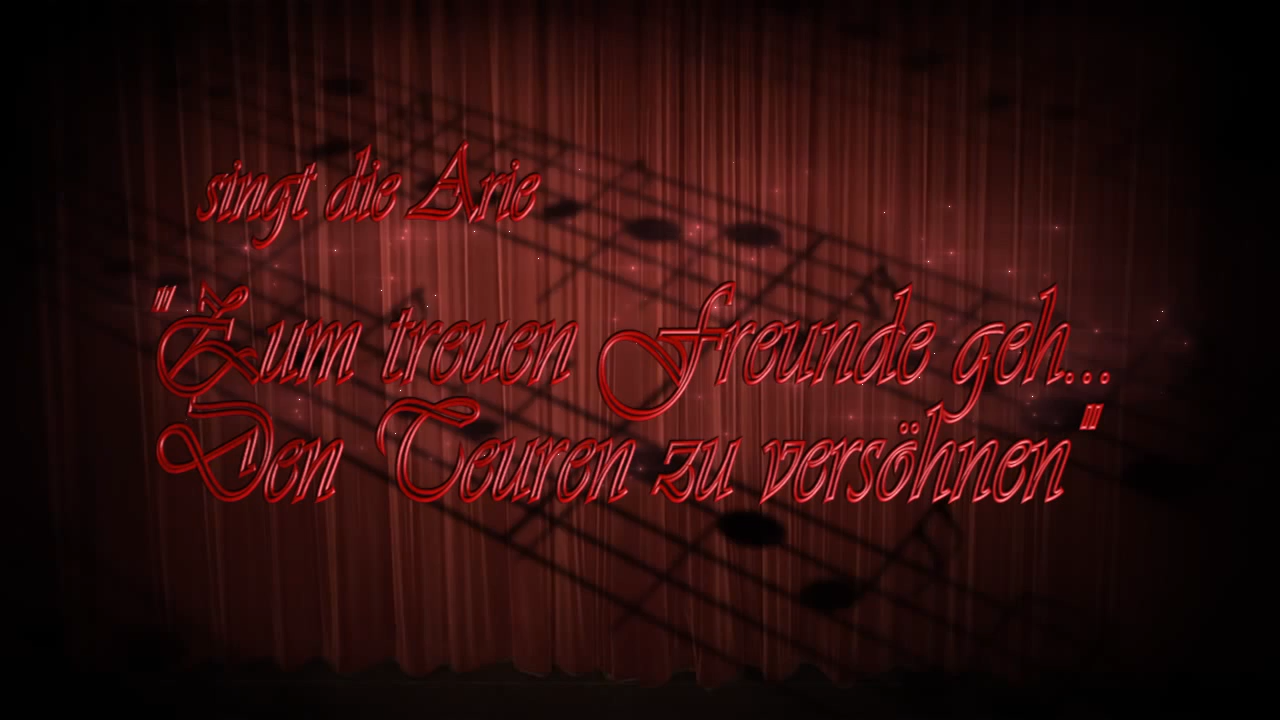 singt die Arie
"Zum treuen Freunde geh...
Den Teuren zu versöhnen"